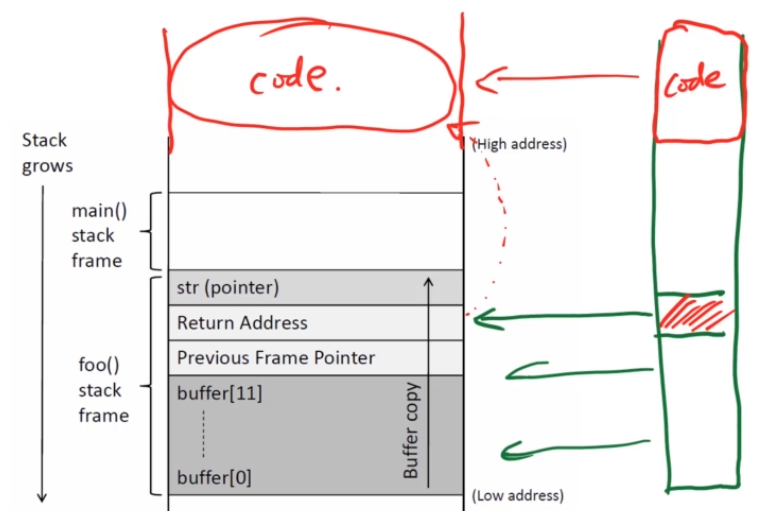 code.
code
Stack
grows
(High address)
main()
stack
frame
str (pointer)
Return Address
Previous Frame Pointer
foo()
stack
frame
buffer[11]
Buffer copy
buffer[0]
(Low address)